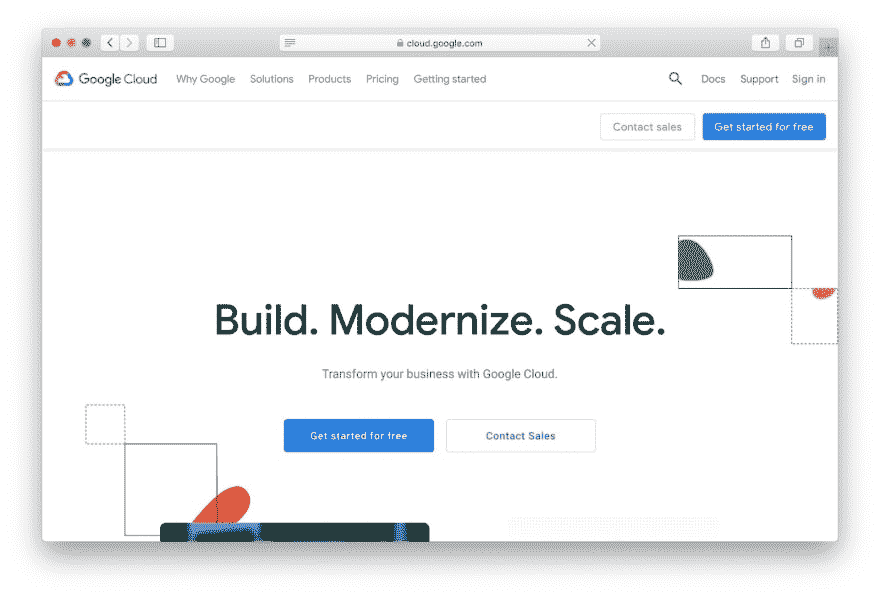 cloud.google.com
Google Cloud Why Google Solutions Products Pricing Getting started Docs Support Sign in
Contact sales Get started for free
Build. Modernize. Scale.
Transform your business with Google Cloud.
Get started for free Contact Sales